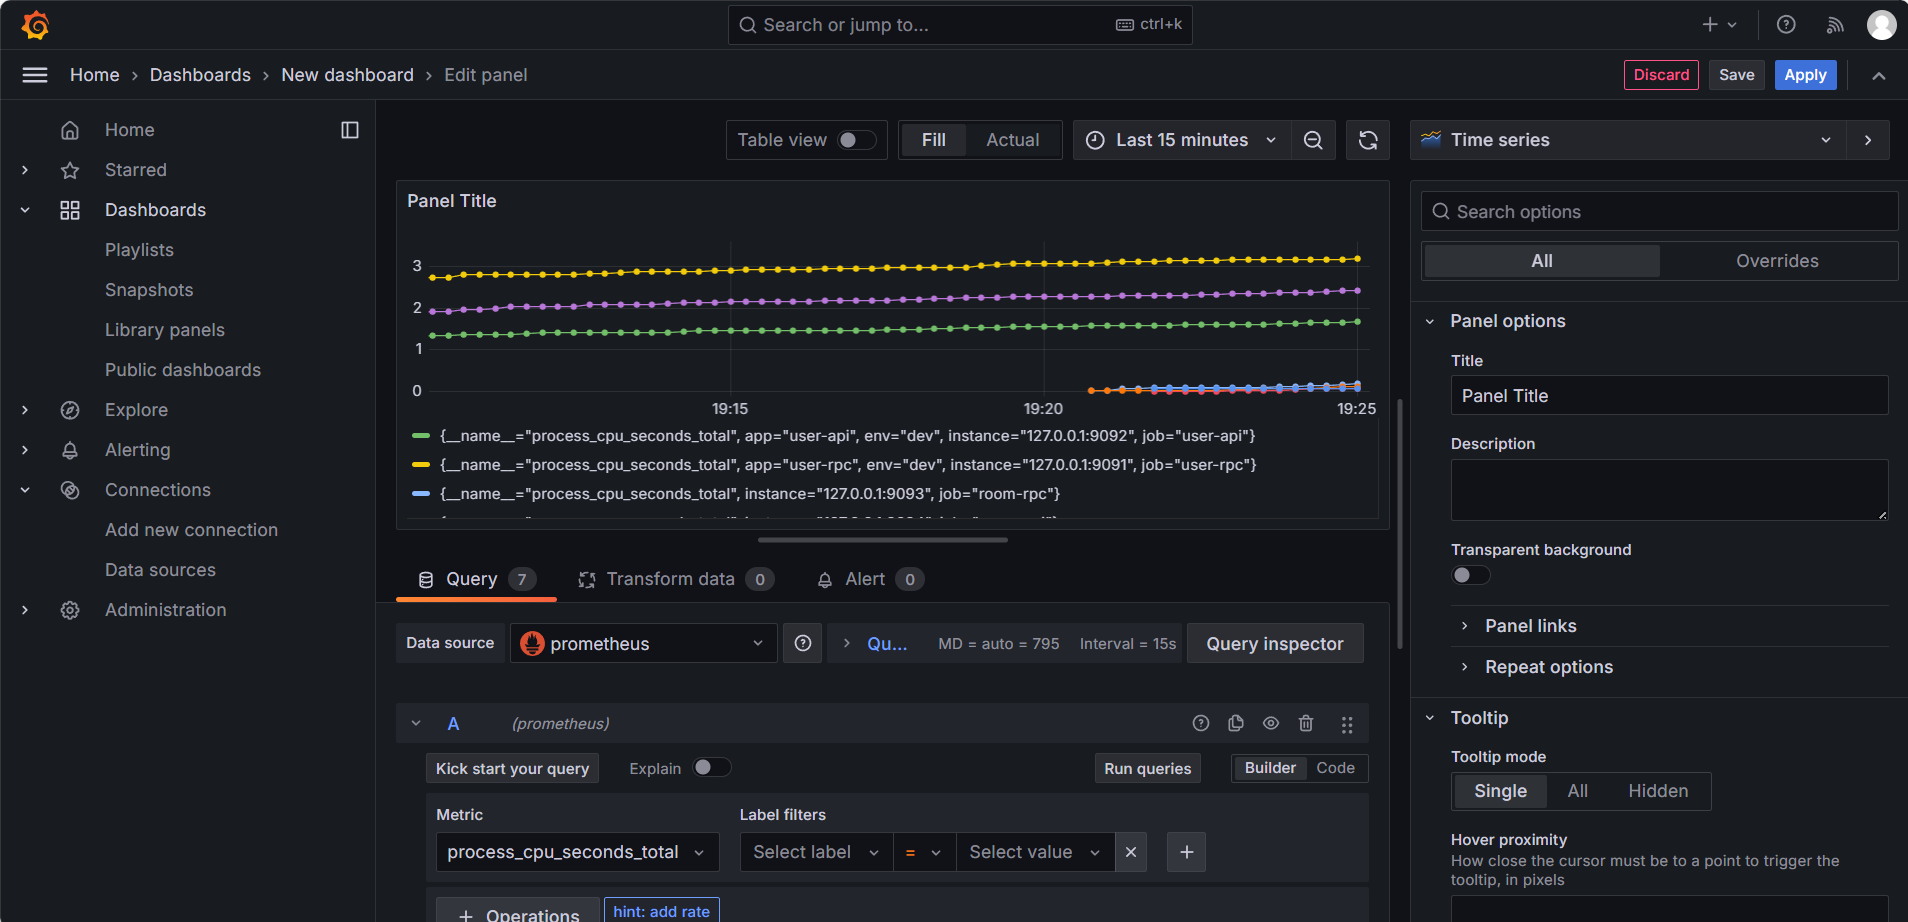 Search or jump to...
ctrl+k
Home › Dashboards › New dashboard › Edit panel
Discard
Save
Apply
Home
Starred
Dashboards
Playlists
Snapshots
Library panels
Public dashboards
Explore
Alerting
Connections
Add new connection
Data sources
Administration
Table view
Fill
Actual
Last 15 minutes
Time series
Panel Title
3
2
1
0
19:15
19:20
19:25
{__name__="process_cpu_seconds_total", app="user-api", env="dev", instance="127.0.0.1:9092", job="user-api"}
{__name__="process_cpu_seconds_total", app="user-rpc", env="dev", instance="127.0.0.1:9091", job="user-rpc"}
{__name__="process_cpu_seconds_total", instance="127.0.0.1:9093", job="room-rpc"}
Query 7
Transform data 0
Alert 0
Data source
prometheus
Qu...
MD = auto = 795
Interval = 15s
Query inspector
A
(prometheus)
Kick start your query
Explain
Run queries
Builder
Code
Metric
Label filters
process_cpu_seconds_total
Select label
=
Select value
+ Operations
hint: add rate
Search options
All
Overrides
Panel options
Title
Panel Title
Description
Transparent background
Panel links
Repeat options
Tooltip
Tooltip mode
Single
All
Hidden
Hover proximity
How close the cursor must be to a point to trigger the
tooltip, in pixels